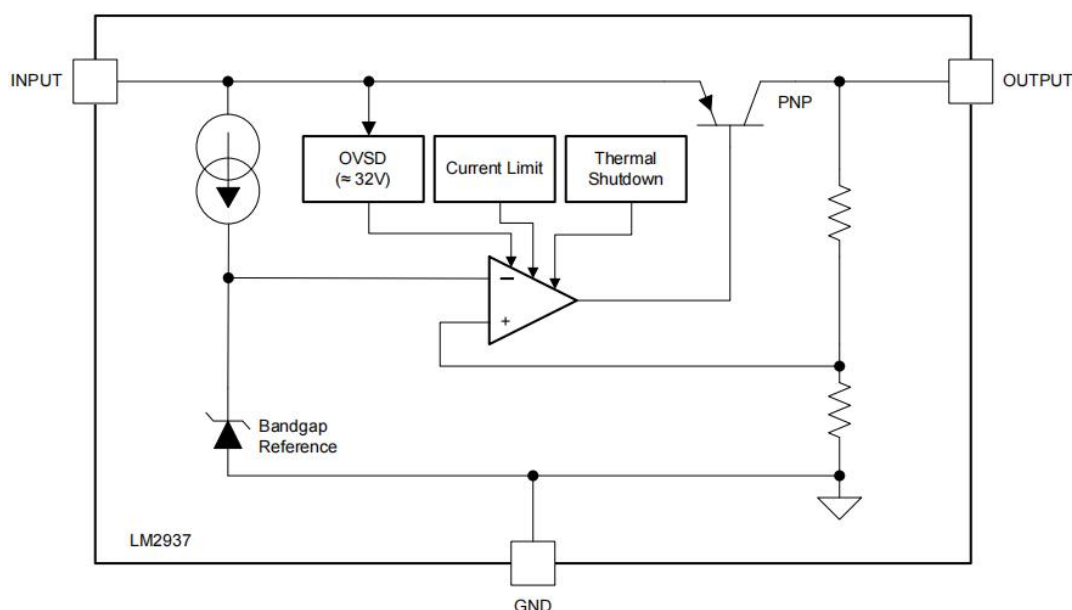 INPUT
OUTPUT
PNP
OVSD
(≈ 32V)
Current Limit
Thermal
Shutdown
−
+
Bandgap
Reference
LM2937
GND